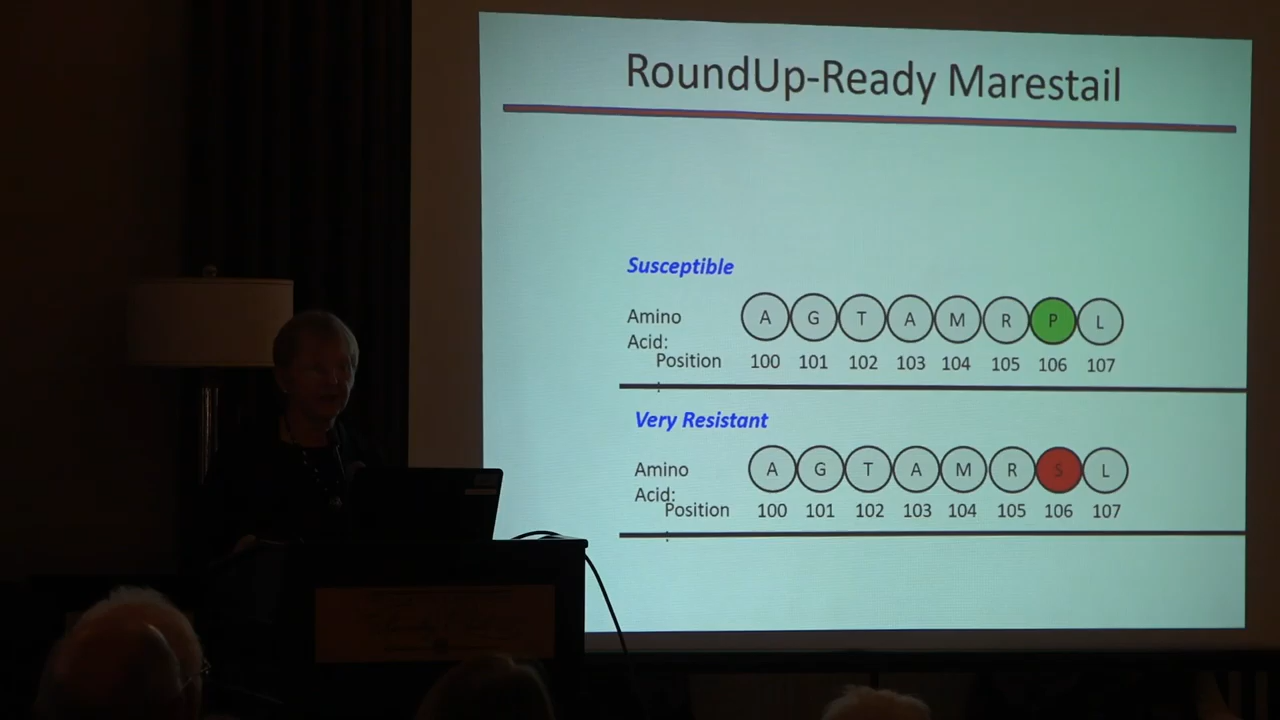 RoundUp-Ready Marestail
Susceptible
Amino Acid:
A G T A M R P L
Position :
100 101 102 103 104 105 106 107
Very Resistant
Amino Acid:
A G T A M R S L
Position :
100 101 102 103 104 105 106 107